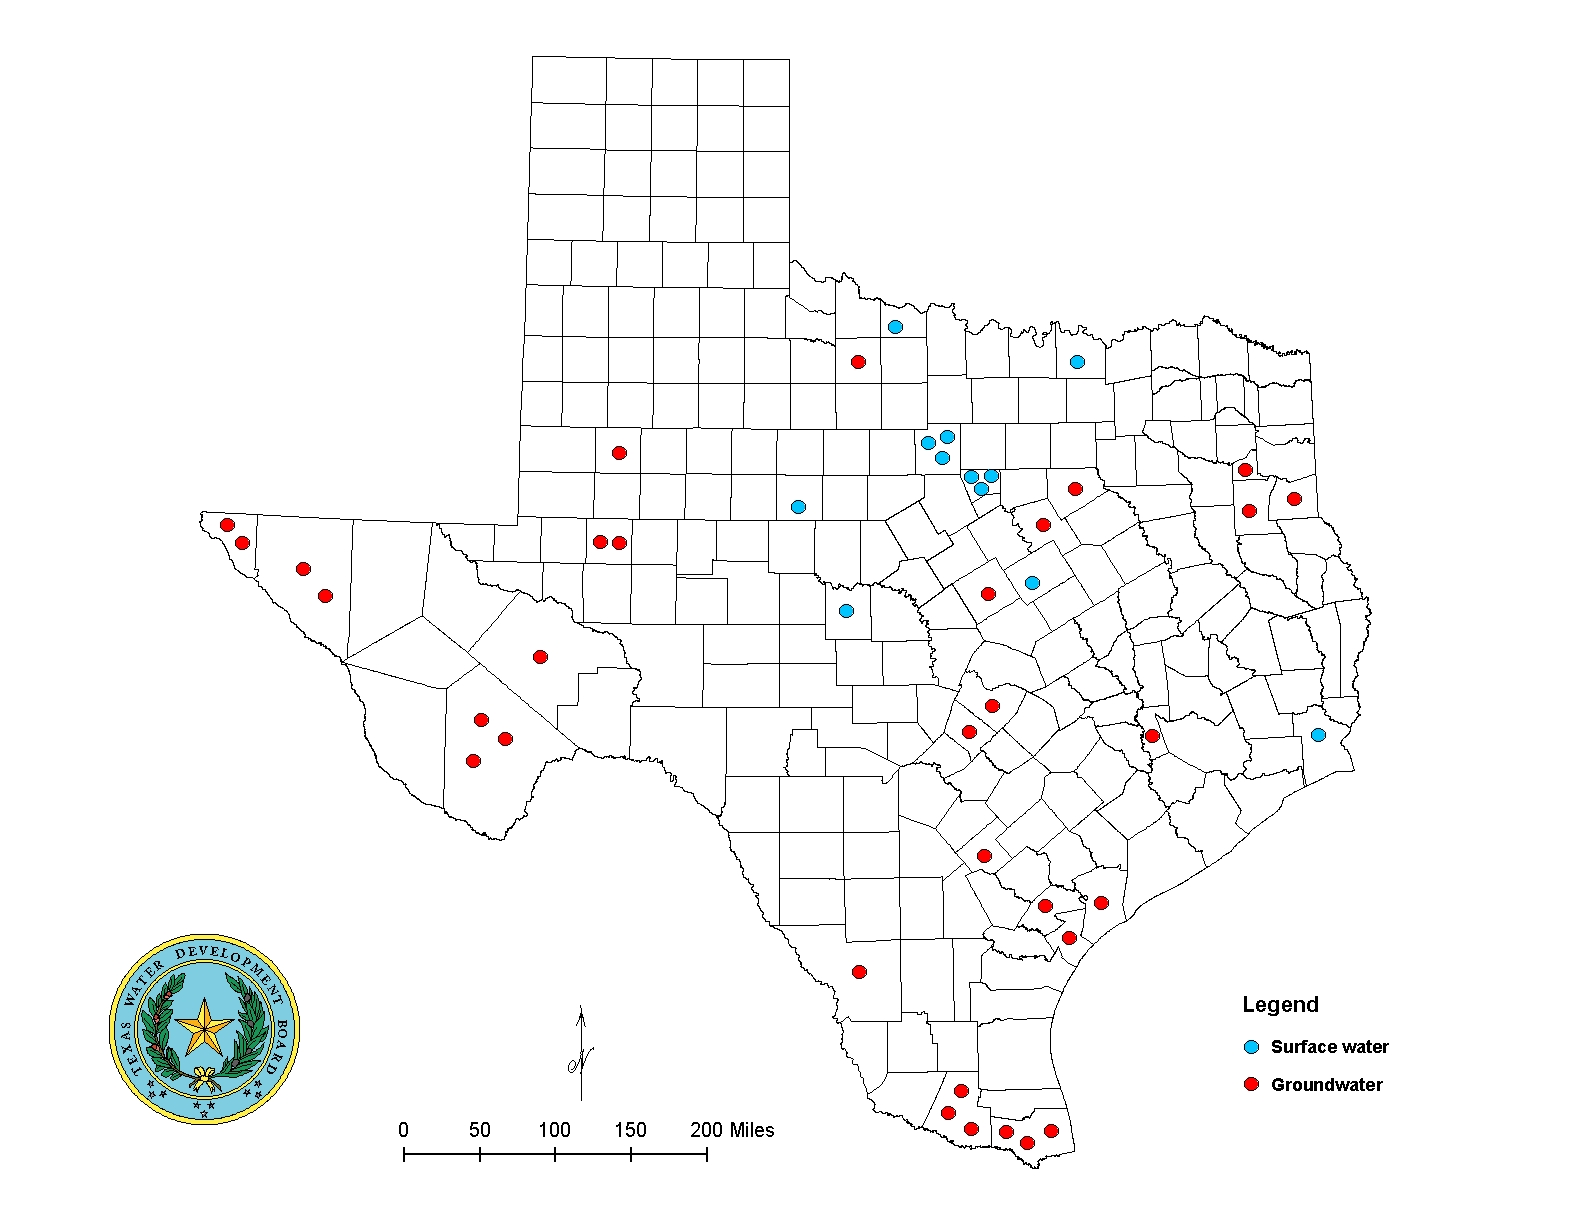 TEXAS WATER DEVELOPMENT BOARD
Legend
Surface water
Groundwater
N
0 50 100 150 200 Miles